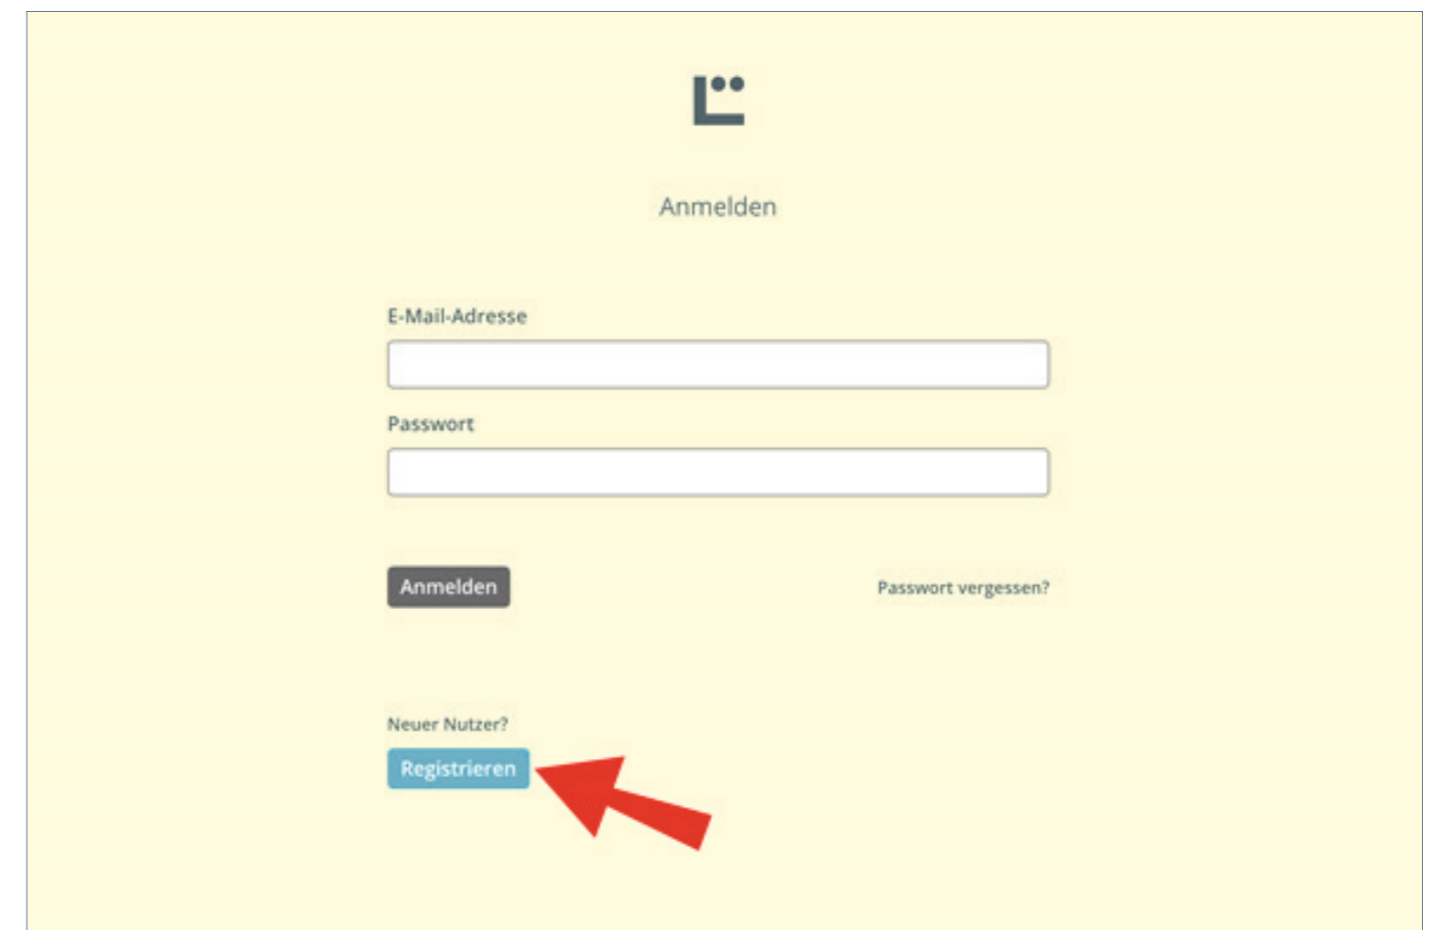 Anmelden
E-Mail-Adresse
Passwort
Anmelden
Passwort vergessen?
Neuer Nutzer?
Registrieren